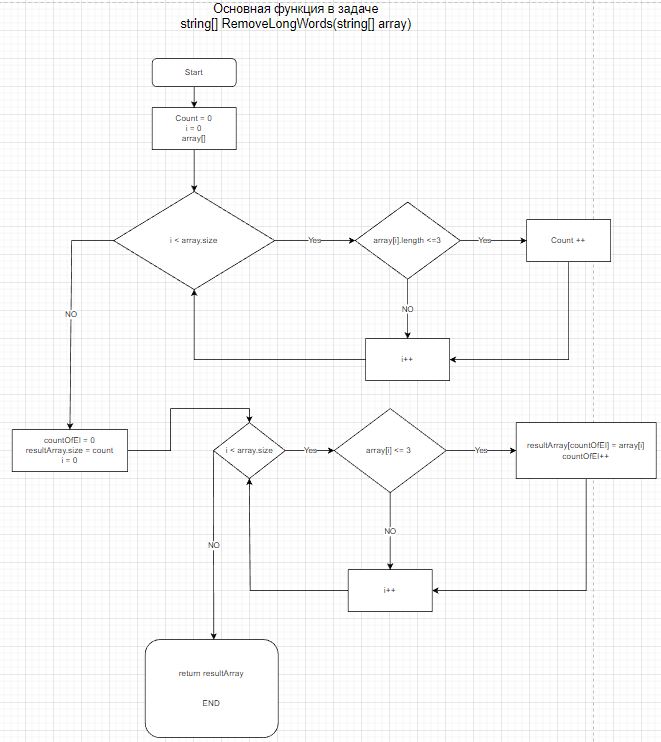 Основная функция в задаче
string[] RemoveLongWords(string[] array)
Start
Count = 0
i = 0
array[]
i < array.size
Yes
array[i].length <=3
Yes
Count ++
NO
NO
i++
countOfEl = 0
resultArray.size = count
i = 0
i < array.size
Yes
array[i] <= 3
Yes
resultArray[countOfEl] = array[i]
countOfEl++
NO
NO
i++
return resultArray
END